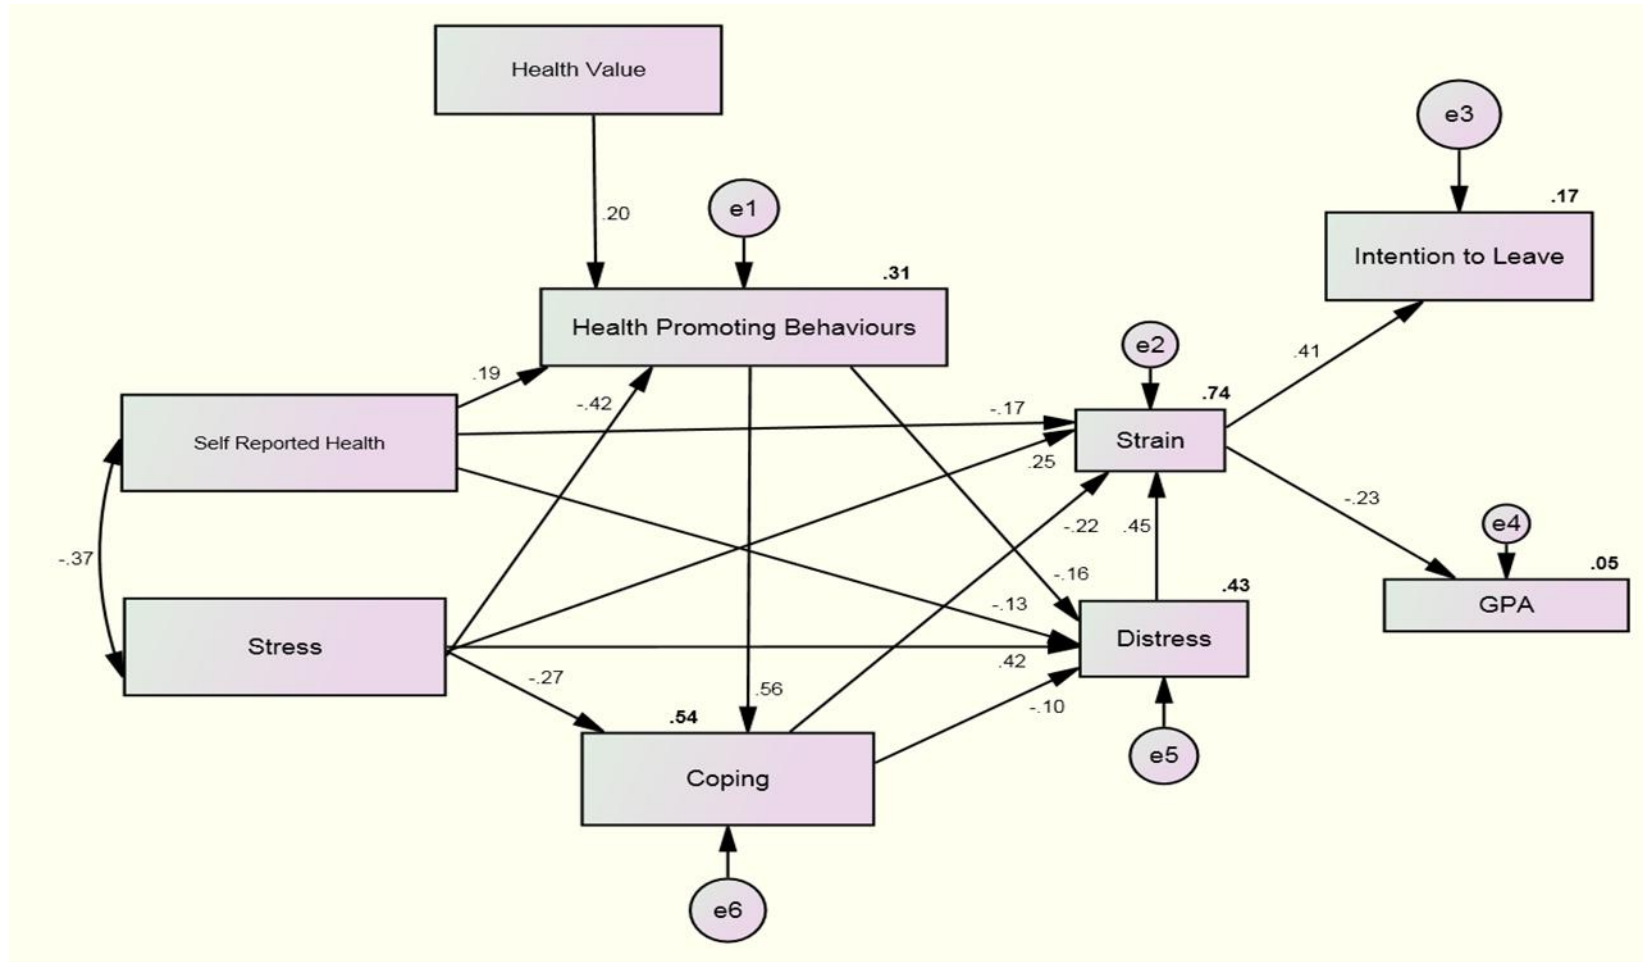 Health Value
e3
e1
.17
.20
Intention to Leave
.31
Health Promoting Behaviours
e2
.41
.19
.74
-.42
-.17
Self Reported Health
Strain
.25
-.23
-.22
.45
e4
-.37
-.16
.05
.43
-.13
GPA
Stress
Distress
.42
-.27
.56
-.10
.54
e5
Coping
e6